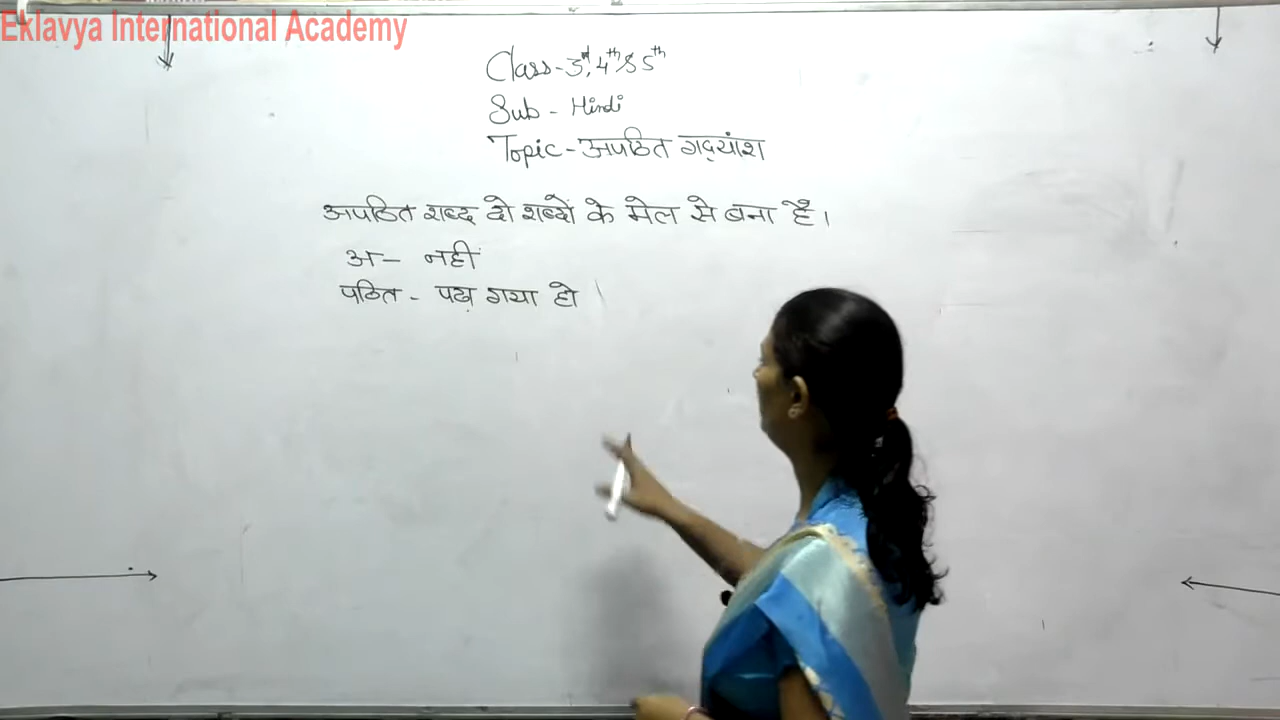 Eklavya International Academy
Class - 3rd, 4th & 5th
Sub - Hindi
Topic - अपठित गद्यांश
अपठित शब्द दो शब्दों के मेल से बना है।
अ - नही
पठित - पढ़ा गया हो